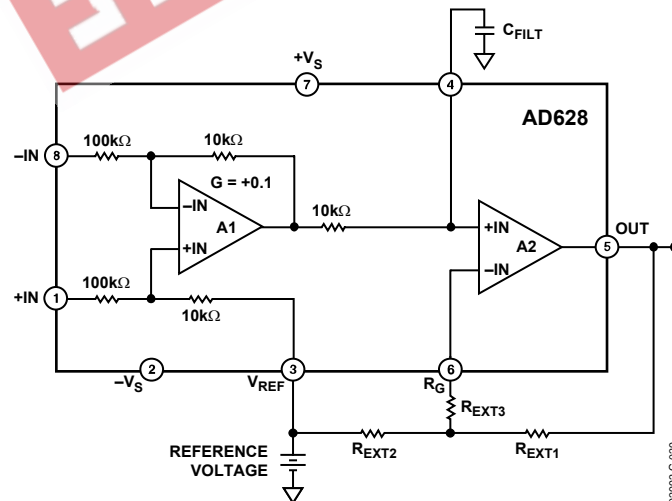 C_FILT
+V_S
7
4
AD628
100kΩ
10kΩ
–IN
8
G = +0.1
–IN
A1
+IN
10kΩ
+IN
A2
–IN
OUT
5
+IN
1
100kΩ
10kΩ
2
–V_S
3
V_REF
6
R_G
R_EXT3
REFERENCE
VOLTAGE
R_EXT2
R_EXT1